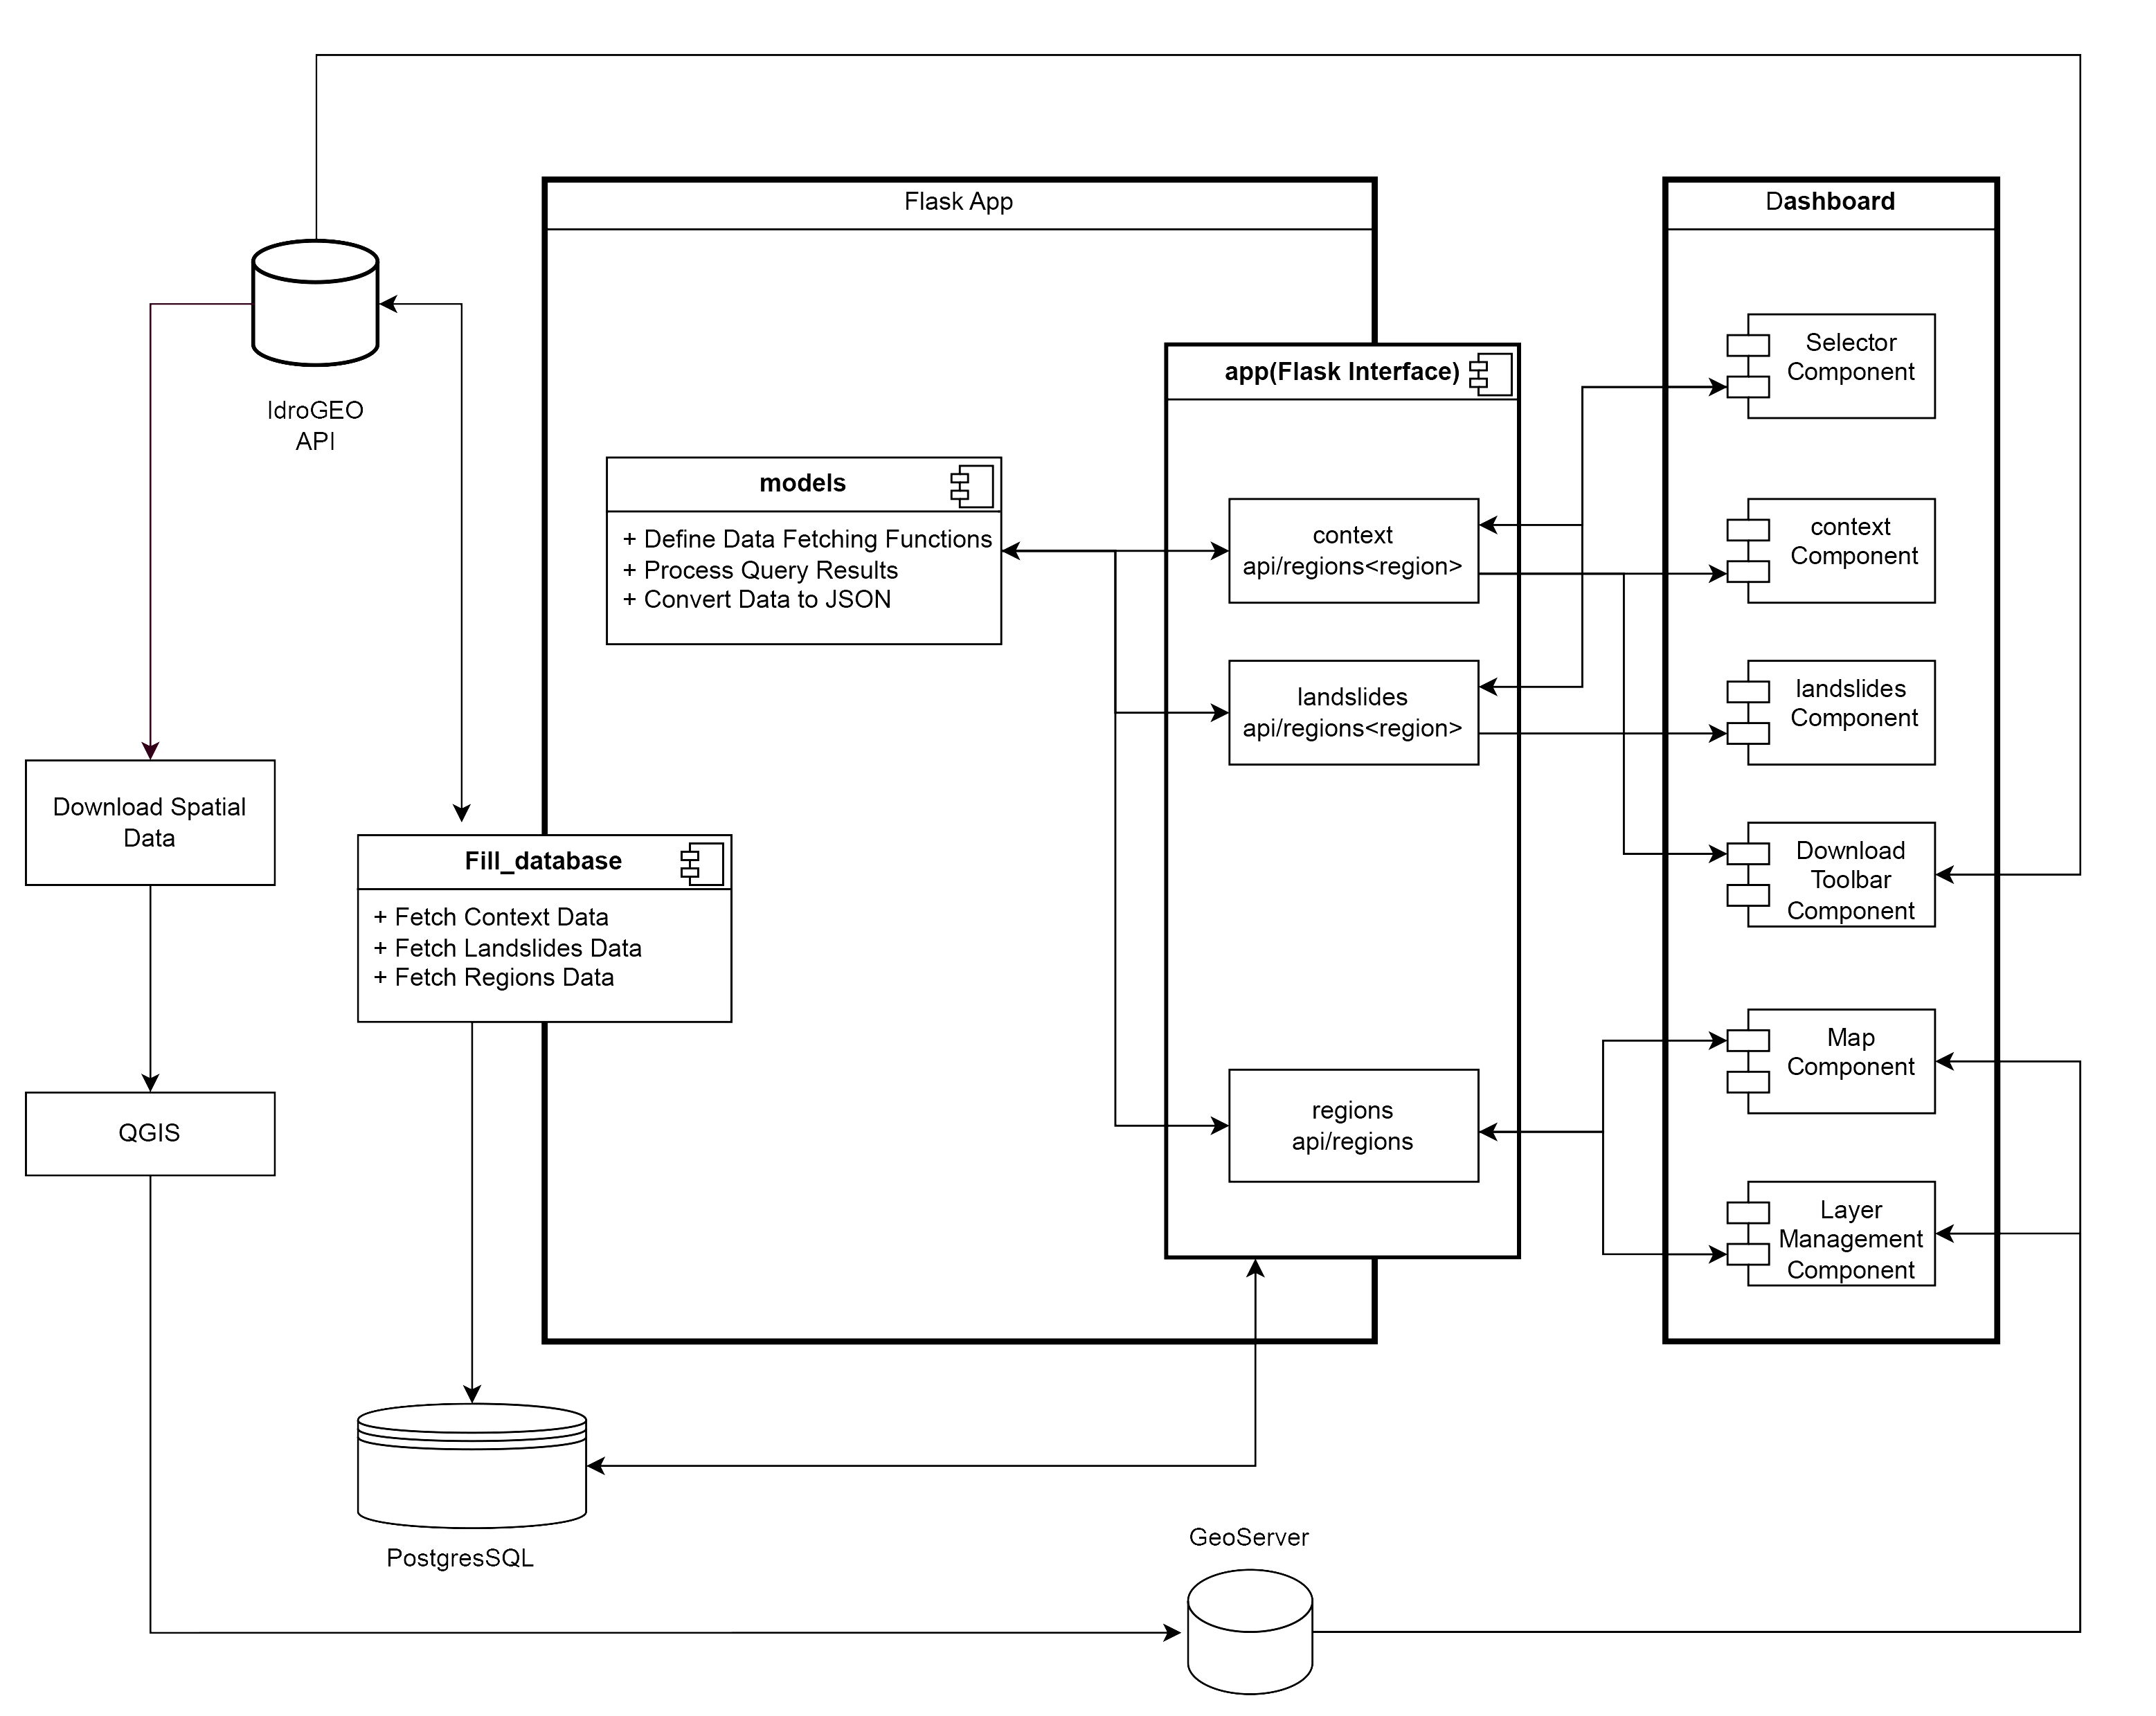 Flask App
Dashboard
IdroGEO
API
app(Flask Interface)
Selector
Component
models
+ Define Data Fetching Functions
+ Process Query Results
+ Convert Data to JSON
context
api/regions<region>
context
Component
landslides
api/regions<region>
landslides
Component
Download Spatial
Data
Fill_database
+ Fetch Context Data
+ Fetch Landslides Data
+ Fetch Regions Data
Download
Toolbar
Component
QGIS
regions
api/regions
Map
Component
Layer
Management
Component
PostgresSQL
GeoServer